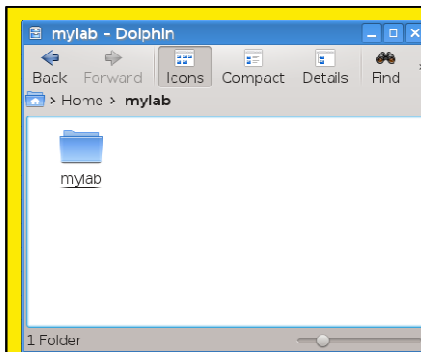 mylab – Dolphin
Back Forward Icons Compact Details Find
> Home > mylab
mylab
1 Folder